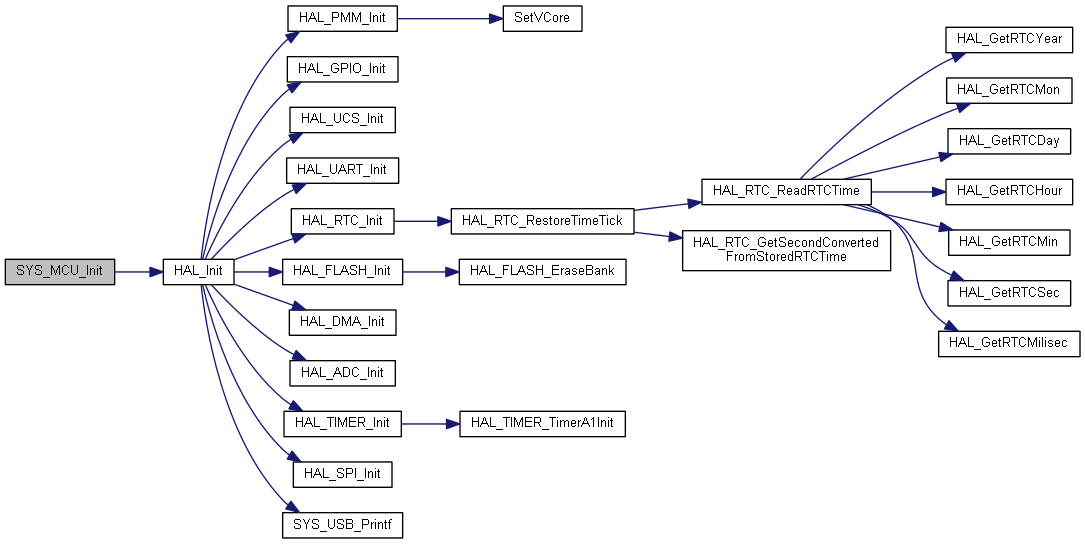 SYS_MCU_Init
HAL_Init
HAL_PMM_Init
HAL_GPIO_Init
HAL_UCS_Init
HAL_UART_Init
HAL_RTC_Init
HAL_FLASH_Init
HAL_DMA_Init
HAL_ADC_Init
HAL_TIMER_Init
HAL_SPI_Init
SYS_USB_Printf
SetVCore
HAL_RTC_RestoreTimeTick
HAL_FLASH_EraseBank
HAL_TIMER_TimerA1Init
HAL_RTC_ReadRTCTime
HAL_RTC_GetSecondConverted
FromStoredRTCTime
HAL_GetRTCYear
HAL_GetRTCMon
HAL_GetRTCDay
HAL_GetRTCHour
HAL_GetRTCMin
HAL_GetRTCSec
HAL_GetRTCMilisec